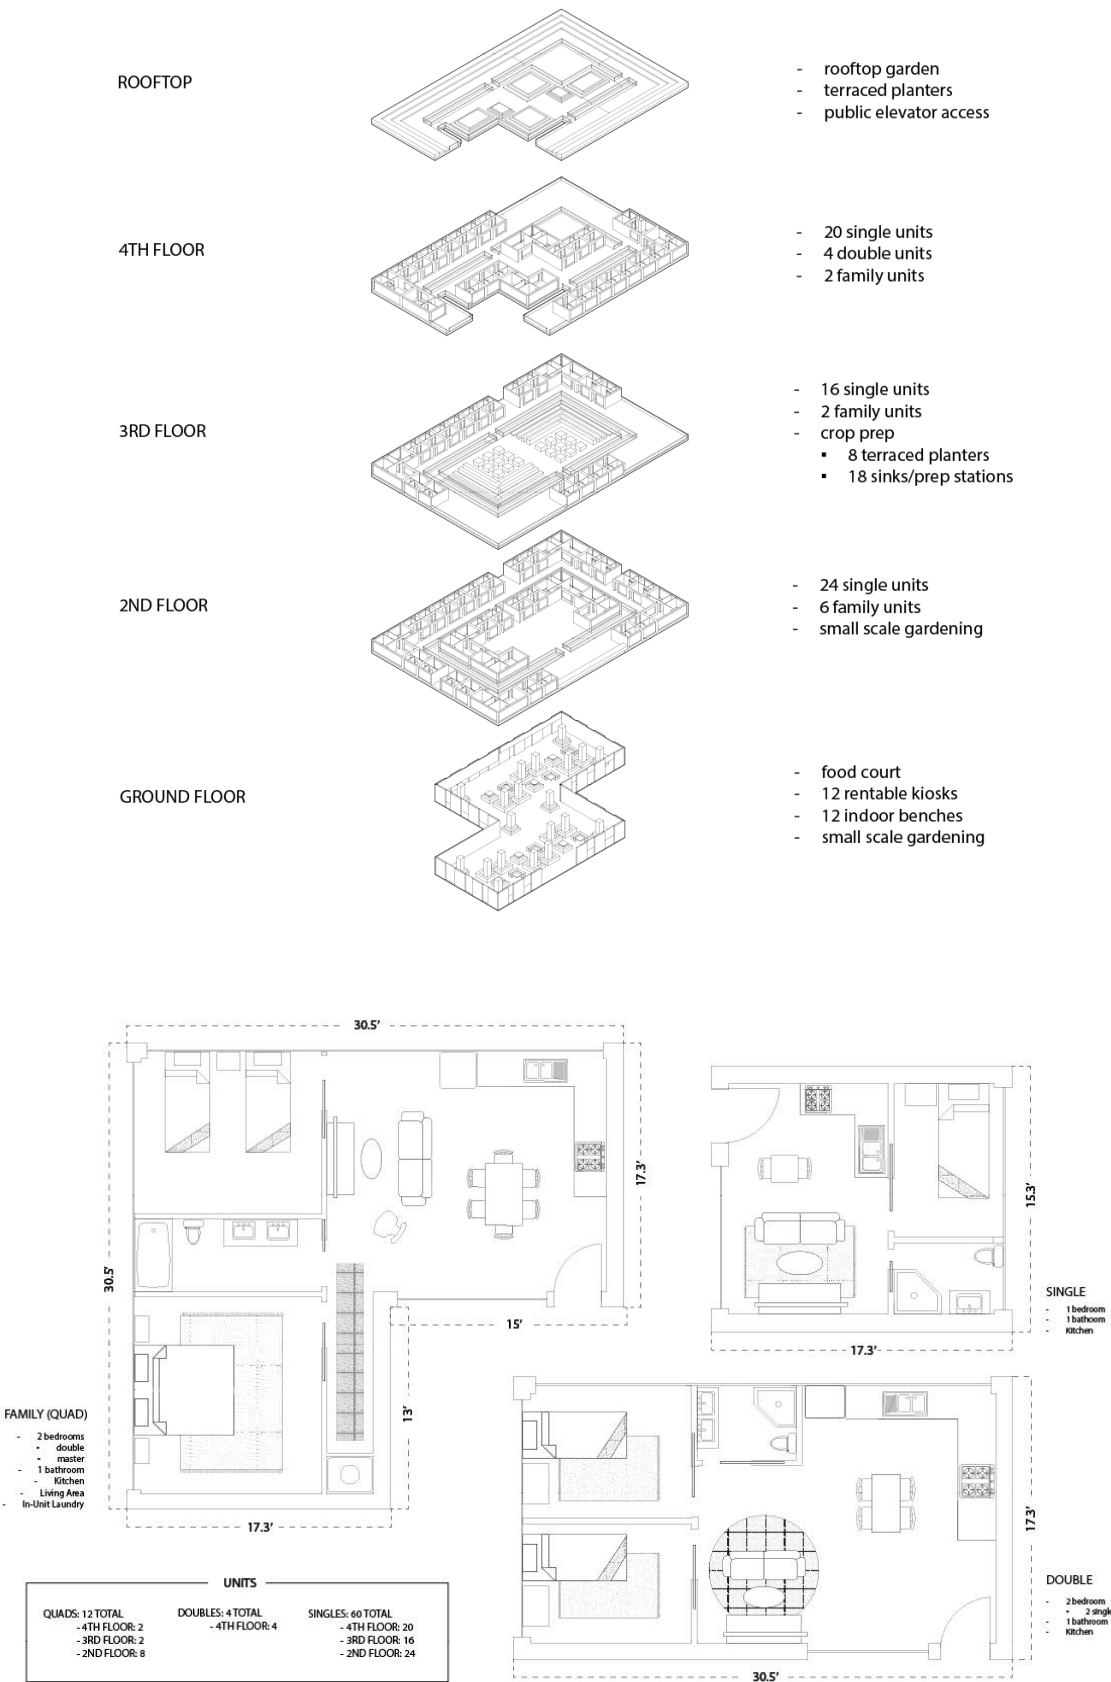 ROOFTOP
- rooftop garden
- terraced planters
- public elevator access
4TH FLOOR
- 20 single units
- 4 double units
- 2 family units
3RD FLOOR
- 16 single units
- 2 family units
- crop prep
▪ 8 terraced planters
▪ 18 sinks/prep stations
2ND FLOOR
- 24 single units
- 6 family units
- small scale gardening
GROUND FLOOR
- food court
- 12 rentable kiosks
- 12 indoor benches
- small scale gardening
30.5'
17.3'
30.5'
15'
13'
17.3'
FAMILY (QUAD)
- 2 bedrooms
• double
• master
- 1 bathroom
- Kitchen
- Living Area
- In-Unit Laundry
15.3'
17.3'
SINGLE
- 1 bedroom
- 1 bathoom
- Kitchen
17.3'
30.5'
DOUBLE
- 2 bedroom
• 2 singl
- 1 bathroom
- Kitchen
UNITS
QUADS: 12 TOTAL
- 4TH FLOOR: 2
- 3RD FLOOR: 2
- 2ND FLOOR: 8
DOUBLES: 4 TOTAL
- 4TH FLOOR: 4
SINGLES: 60 TOTAL
- 4TH FLOOR: 20
- 3RD FLOOR: 16
- 2ND FLOOR: 24